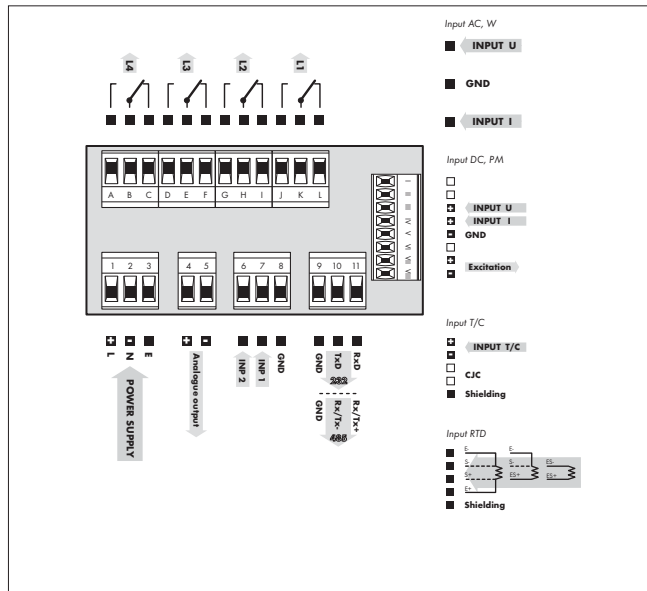 Input AC, W
INPUT U
GND
INPUT I
L4 L3 L2 L1
A B C D E F G H I J K L
I II III IV V VI VII VIII
1 2 3 4 5 6 7 8 9 10 11
+ - 
L N E
POWER SUPPLY
+ -
Analogue output
INP 2 INP 1 GND
GND TxD RxD
232
GND Rx/Tx- Rx/Tx+
485
Input DC, PM
+ INPUT U
+ INPUT I
- GND
+
- Excitation
Input T/C
+
- INPUT T/C
CJC
Shielding
Input RTD
E- E-
S- S- ES-
S+ ES+ ES+
E+
Shielding